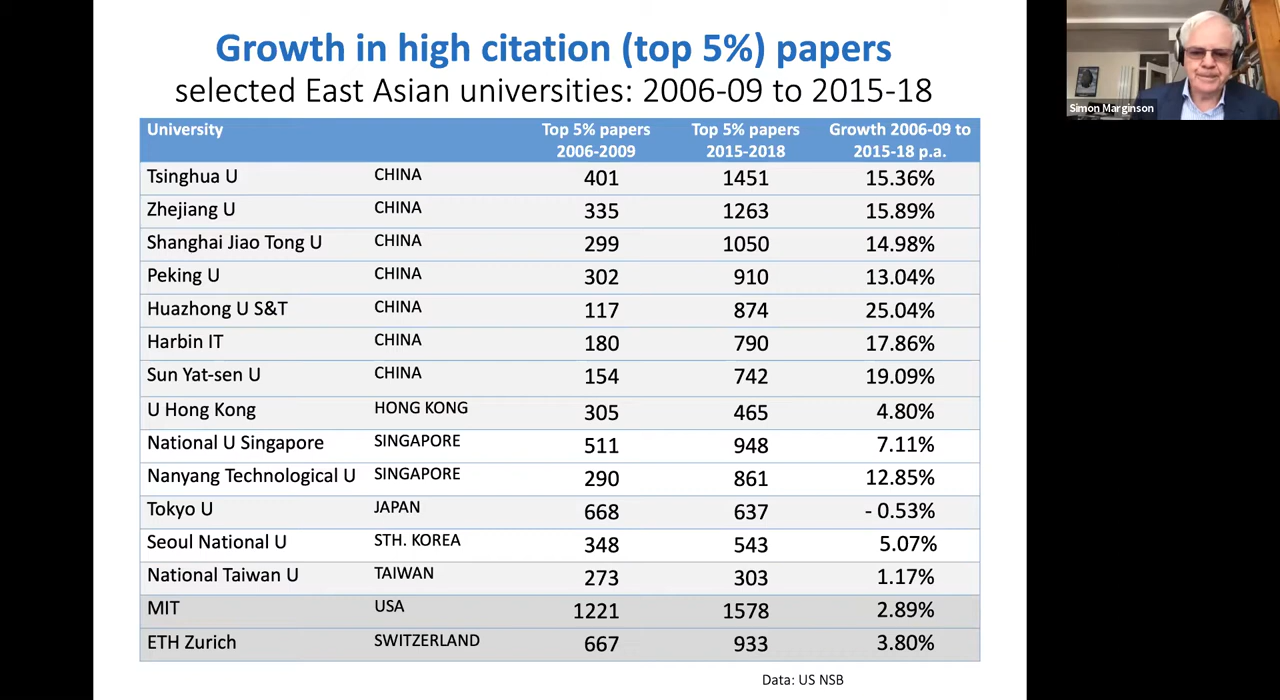 Growth in high citation (top 5%) papers
selected East Asian universities: 2006-09 to 2015-18
University Top 5% papers 2006-2009 Top 5% papers 2015-2018 Growth 2006-09 to 2015-18 p.a.
Tsinghua U CHINA 401 1451 15.36%
Zhejiang U CHINA 335 1263 15.89%
Shanghai Jiao Tong U CHINA 299 1050 14.98%
Peking U CHINA 302 910 13.04%
Huazhong U S&T CHINA 117 874 25.04%
Harbin IT CHINA 180 790 17.86%
Sun Yat-sen U CHINA 154 742 19.09%
U Hong Kong HONG KONG 305 465 4.80%
National U Singapore SINGAPORE 511 948 7.11%
Nanyang Technological U SINGAPORE 290 861 12.85%
Tokyo U JAPAN 668 637 - 0.53%
Seoul National U STH. KOREA 348 543 5.07%
National Taiwan U TAIWAN 273 303 1.17%
MIT USA 1221 1578 2.89%
ETH Zurich SWITZERLAND 667 933 3.80%
Data: US NSB
Simon Marginson